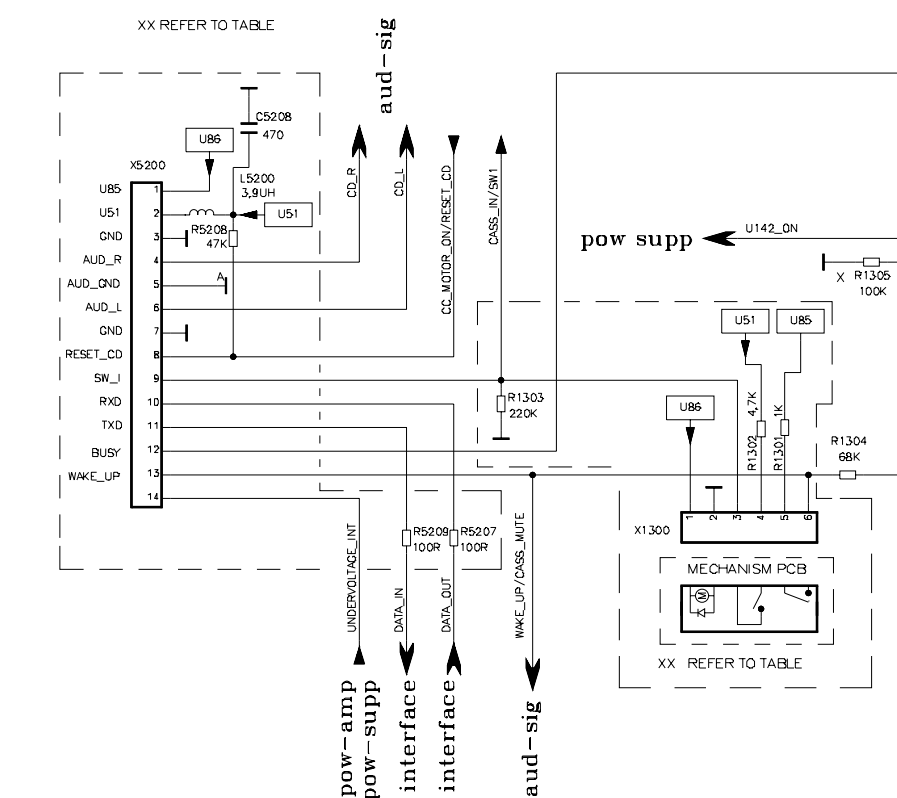 XX REFER TO TABLE
aud-sig
C5208
470
U86
X5200
L5200
3,9UH
U85 1
U51 2
U51
GND 3
R5208
47K
AUD_R 4
AUD_GND 5
A
AUD_L 6
GND 7
RESET_CD 8
SW_I 9
RXD 10
TXD 11
BUSY 12
WAKE_UP 13
14
CD_R
CD_L
CC_MOTOR_ON/RESET_CD
CASS_IN/SW1
pow supp
U142_ON
X
R1305
100K
U51
U85
U86
R1303
220K
R1302 4,7K
R1301 1K
R1304
68K
X1300
1 2 3 4 5 6
MECHANISM PCB
M
XX REFER TO TABLE
R5209
100R
R5207
100R
UNDERVOLTAGE_INT
DATA_IN
DATA_OUT
WAKE_UP/CASS_MUTE
pow-amp
pow-supp
interface
interface
aud-sig